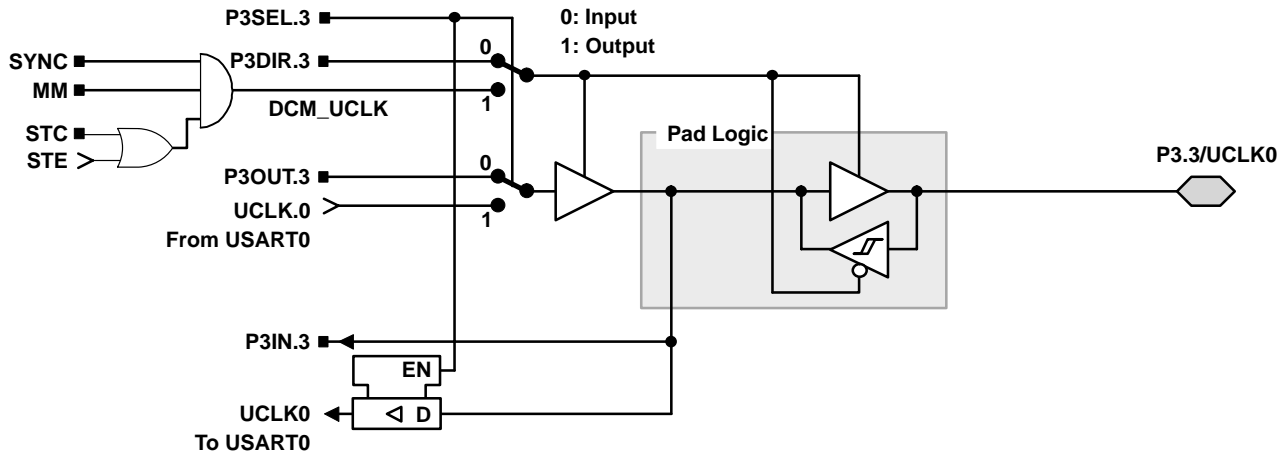 P3SEL.3
0: Input
1: Output
SYNC
P3DIR.3
0
MM
DCM_UCLK
1
STC
STE
Pad Logic
P3OUT.3
0
P3.3/UCLK0
UCLK.0
1
From USART0
P3IN.3
EN
UCLK0
D
To USART0